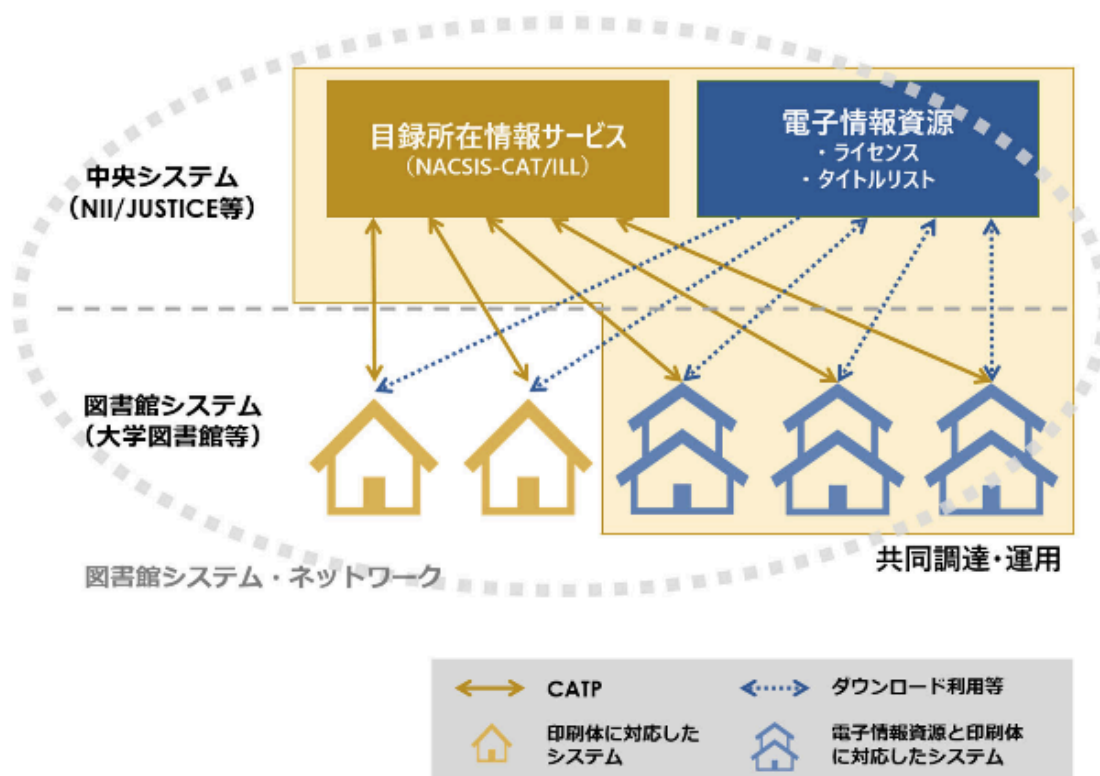 目録所在情報サービス
（NACSIS-CAT/ILL）
電子情報資源
・ライセンス
・タイトルリスト
中央システム
（NII/JUSTICE等）
図書館システム
（大学図書館等）
共同調達・運用
図書館システム・ネットワーク
CATP
ダウンロード利用等
印刷体に対応した
システム
電子情報資源と印刷体
に対応したシステム